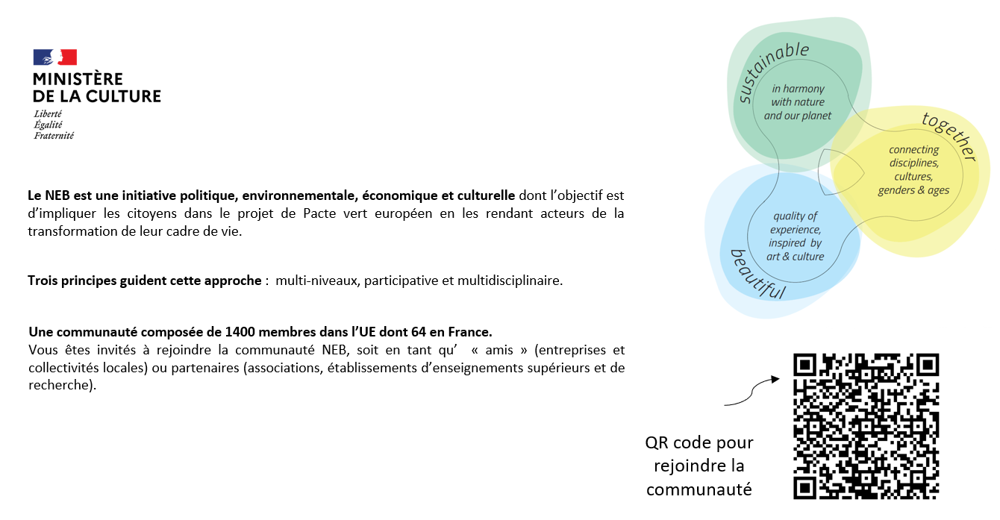 MINISTÈRE
DE LA CULTURE
Liberté
Égalité
Fraternité
Le NEB est une initiative politique, environnementale, économique et culturelle dont l’objectif est
d’impliquer les citoyens dans le projet de Pacte vert européen en les rendant acteurs de la
transformation de leur cadre de vie.
Trois principes guident cette approche :  multi-niveaux, participative et multidisciplinaire.
Une communauté composée de 1400 membres dans l’UE dont 64 en France.
Vous êtes invités à rejoindre la communauté NEB, soit en tant qu’  « amis » (entreprises et
collectivités locales) ou partenaires (associations, établissements d’enseignements supérieurs et de
recherche).
sustainable
in harmony
with nature
and our planet
together
connecting
disciplines,
cultures,
genders & ages
quality of
experience,
inspired by
art & culture
beautiful
QR code pour
rejoindre la
communauté